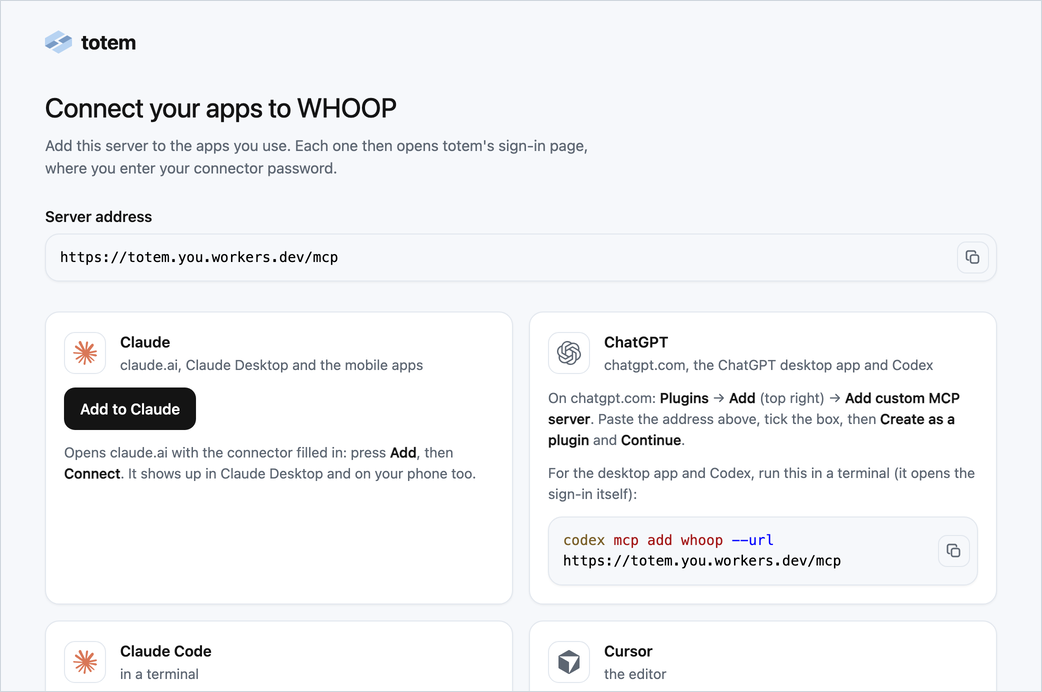 totem
Connect your apps to WHOOP
Add this server to the apps you use. Each one then opens totem's sign-in page,
where you enter your connector password.
Server address
https://totem.you.workers.dev/mcp
Claude
claude.ai, Claude Desktop and the mobile apps
Add to Claude
Opens claude.ai with the connector filled in: press Add, then
Connect. It shows up in Claude Desktop and on your phone too.
ChatGPT
chatgpt.com, the ChatGPT desktop app and Codex
On chatgpt.com: Plugins → Add (top right) → Add custom MCP
server. Paste the address above, tick the box, then Create as a
plugin and Continue.
For the desktop app and Codex, run this in a terminal (it opens the
sign-in itself):
codex mcp add whoop --url
https://totem.you.workers.dev/mcp
Claude Code
in a terminal
Cursor
the editor